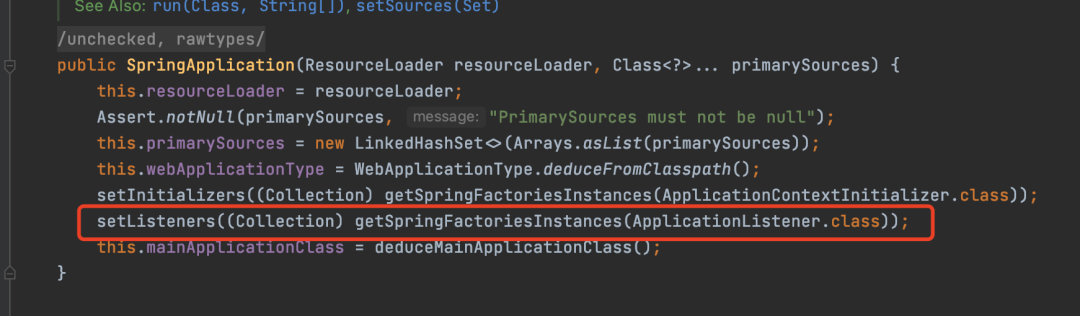 See Also: run(Class, String[]), setSources(Set)
/unchecked, rawtypes/
public SpringApplication(ResourceLoader resourceLoader, Class<?>... primarySources) {
this.resourceLoader = resourceLoader;
Assert.notNull(primarySources, message: "PrimarySources must not be null");
this.primarySources = new LinkedHashSet<>(Arrays.asList(primarySources));
this.webApplicationType = WebApplicationType.deduceFromClasspath();
setInitializers((Collection) getSpringFactoriesInstances(ApplicationContextInitializer.class));
setListeners((Collection) getSpringFactoriesInstances(ApplicationListener.class));
this.mainApplicationClass = deduceMainApplicationClass();
}